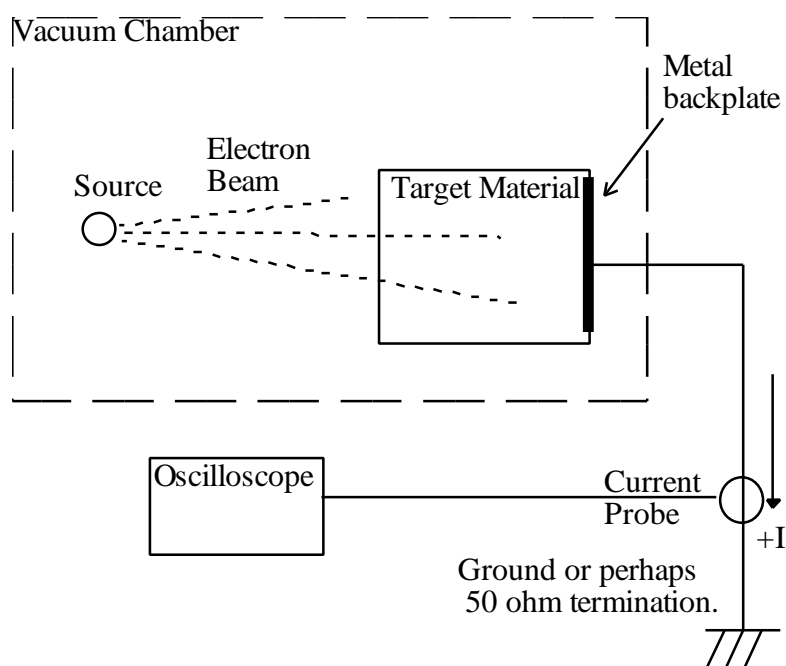 Vacuum Chamber
Metal
backplate
Electron
Beam
Source
Target Material
Oscilloscope
Current
Probe
+I
Ground or perhaps
50 ohm termination.